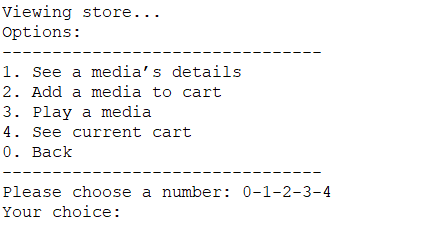 Viewing store...
Options:
--------------------------------
1. See a media’s details
2. Add a media to cart
3. Play a media
4. See current cart
0. Back
--------------------------------
Please choose a number: 0-1-2-3-4
Your choice: